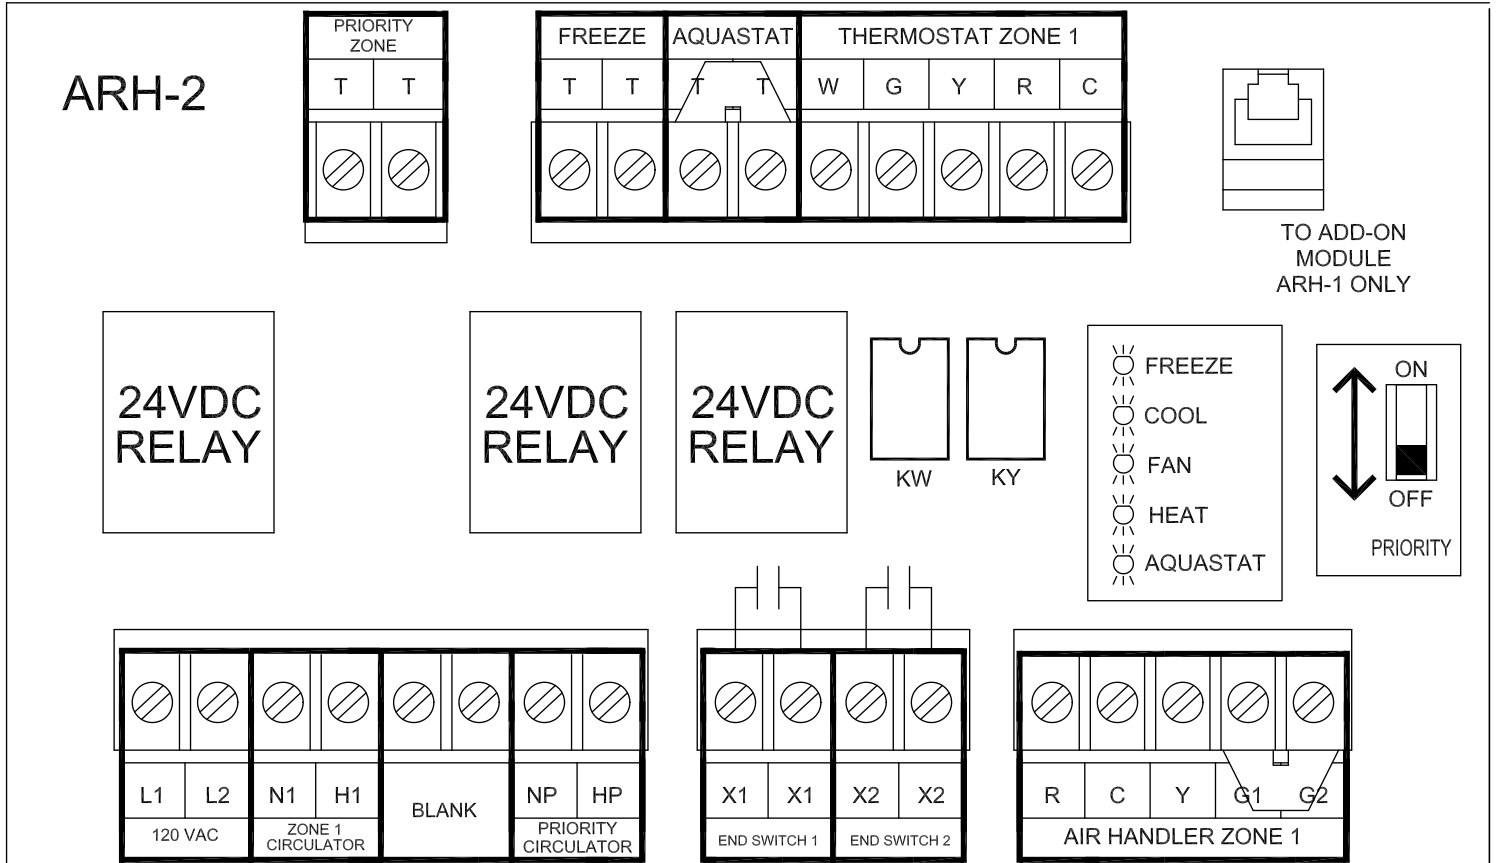 ARH-2
PRIORITY
ZONE
T T
FREEZE AQUASTAT THERMOSTAT ZONE 1
T T T T W G Y R C
TO ADD-ON
MODULE
ARH-1 ONLY
24VDC
RELAY
24VDC
RELAY
24VDC
RELAY
KW KY
FREEZE
COOL
FAN
HEAT
AQUASTAT
ON
OFF
PRIORITY
L1 L2 N1 H1 BLANK NP HP
120 VAC
ZONE 1
CIRCULATOR
PRIORITY
CIRCULATOR
X1 X1 X2 X2
END SWITCH 1 END SWITCH 2
R C Y G1 G2
AIR HANDLER ZONE 1